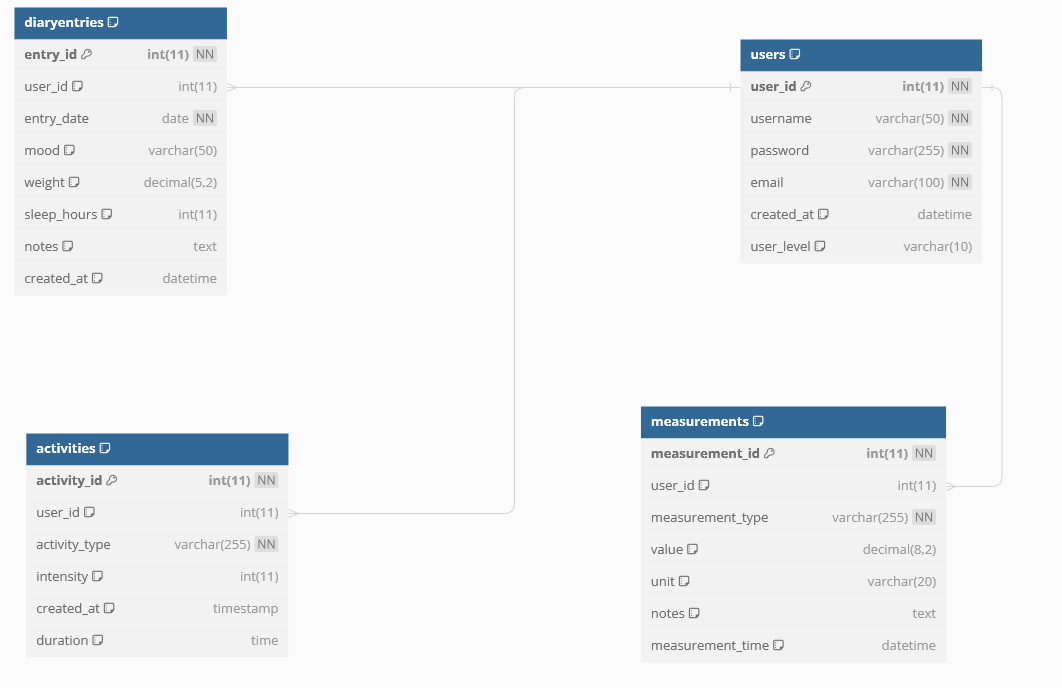 diaryentries
entry_id int(11) NN
user_id int(11)
entry_date date NN
mood varchar(50)
weight decimal(5,2)
sleep_hours int(11)
notes text
created_at datetime
users
user_id int(11) NN
username varchar(50) NN
password varchar(255) NN
email varchar(100) NN
created_at datetime
user_level varchar(10)
activities
activity_id int(11) NN
user_id int(11)
activity_type varchar(255) NN
intensity int(11)
created_at timestamp
duration time
measurements
measurement_id int(11) NN
user_id int(11)
measurement_type varchar(255) NN
value decimal(8,2)
unit varchar(20)
notes text
measurement_time datetime